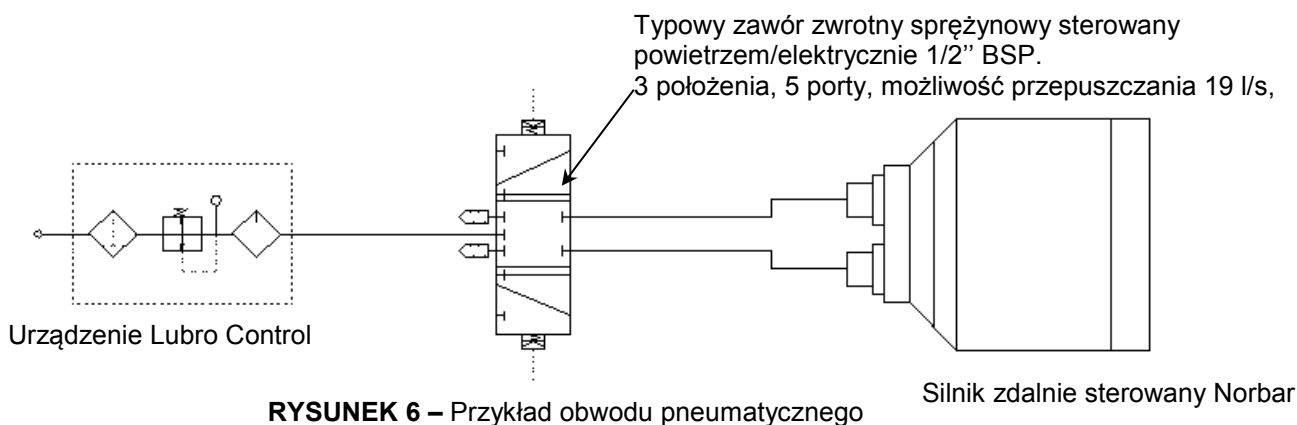 Typowy zawór zwrotny sprężynowy sterowany
powietrzem/elektrycznie 1/2’’ BSP.
3 położenia, 5 porty, możliwość przepuszczania 19 l/s,
Urządzenie Lubro Control
Silnik zdalnie sterowany Norbar
RYSUNEK 6 – Przykład obwodu pneumatycznego